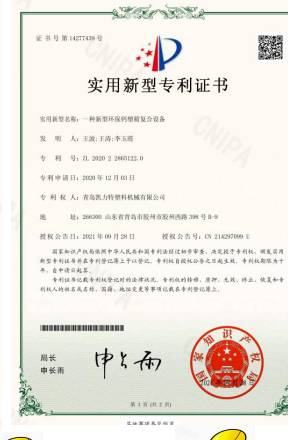 证书号第14277439号
实用新型专利证书
实用新型名称：一种新型环保钙塑箱复合设备
发 明 人：王波;王涛;李玉霞
专 利 号：ZL 2020 2 2865122.0
专利申请日：2020年12月03日
专 利 权 人：青岛凯力特塑料机械有限公司
地 址：266300 山东省青岛市胶州市胶州西路398号B-9
授权公告日：2021年09月28日 授权公告号：CN 214297099 U
国家知识产权局依照中华人民共和国专利法经过初步审查，决定授予专利权，颁发实用
新型专利证书并在专利登记簿上予以登记。专利权自授权公告之日起生效。专利权期限为十
年，自申请日起算。
专利证书记载专利权登记时的法律状况。专利权的转移、质押、无效、终止、恢复和专
利权人的姓名或名称、国籍、地址变更等事项记载在专利登记簿上。
局长
申长雨
申长雨
国家知识产权局
第 1 页 (共 2 页)